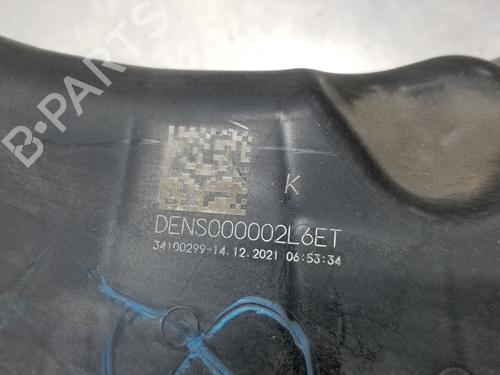 B-PARTS
K
DENS000002L6ET
34100299-14.12.2021 06:53:34